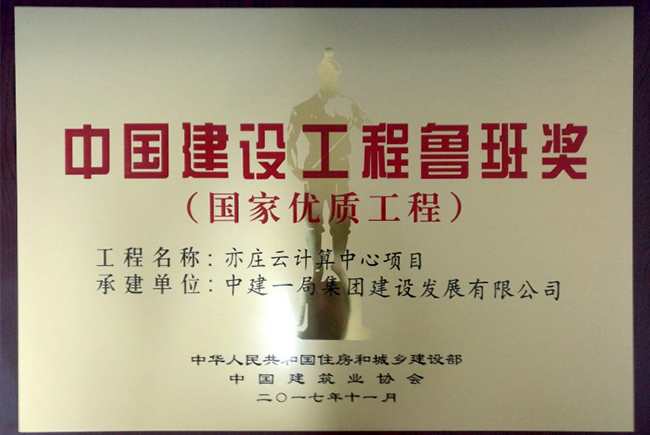 中国建设工程鲁班奖
（国家优质工程）
工程名称：亦庄云计算中心项目
承建单位：中建一局集团建设发展有限公司
中华人民共和国住房和城乡建设部
中国建筑业协会
二〇一七年十一月